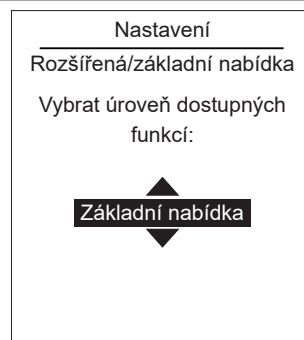 Nastavení
Rozšířená/základní nabídka
Vybrat úroveň dostupných
funkcí:
Základní nabídka